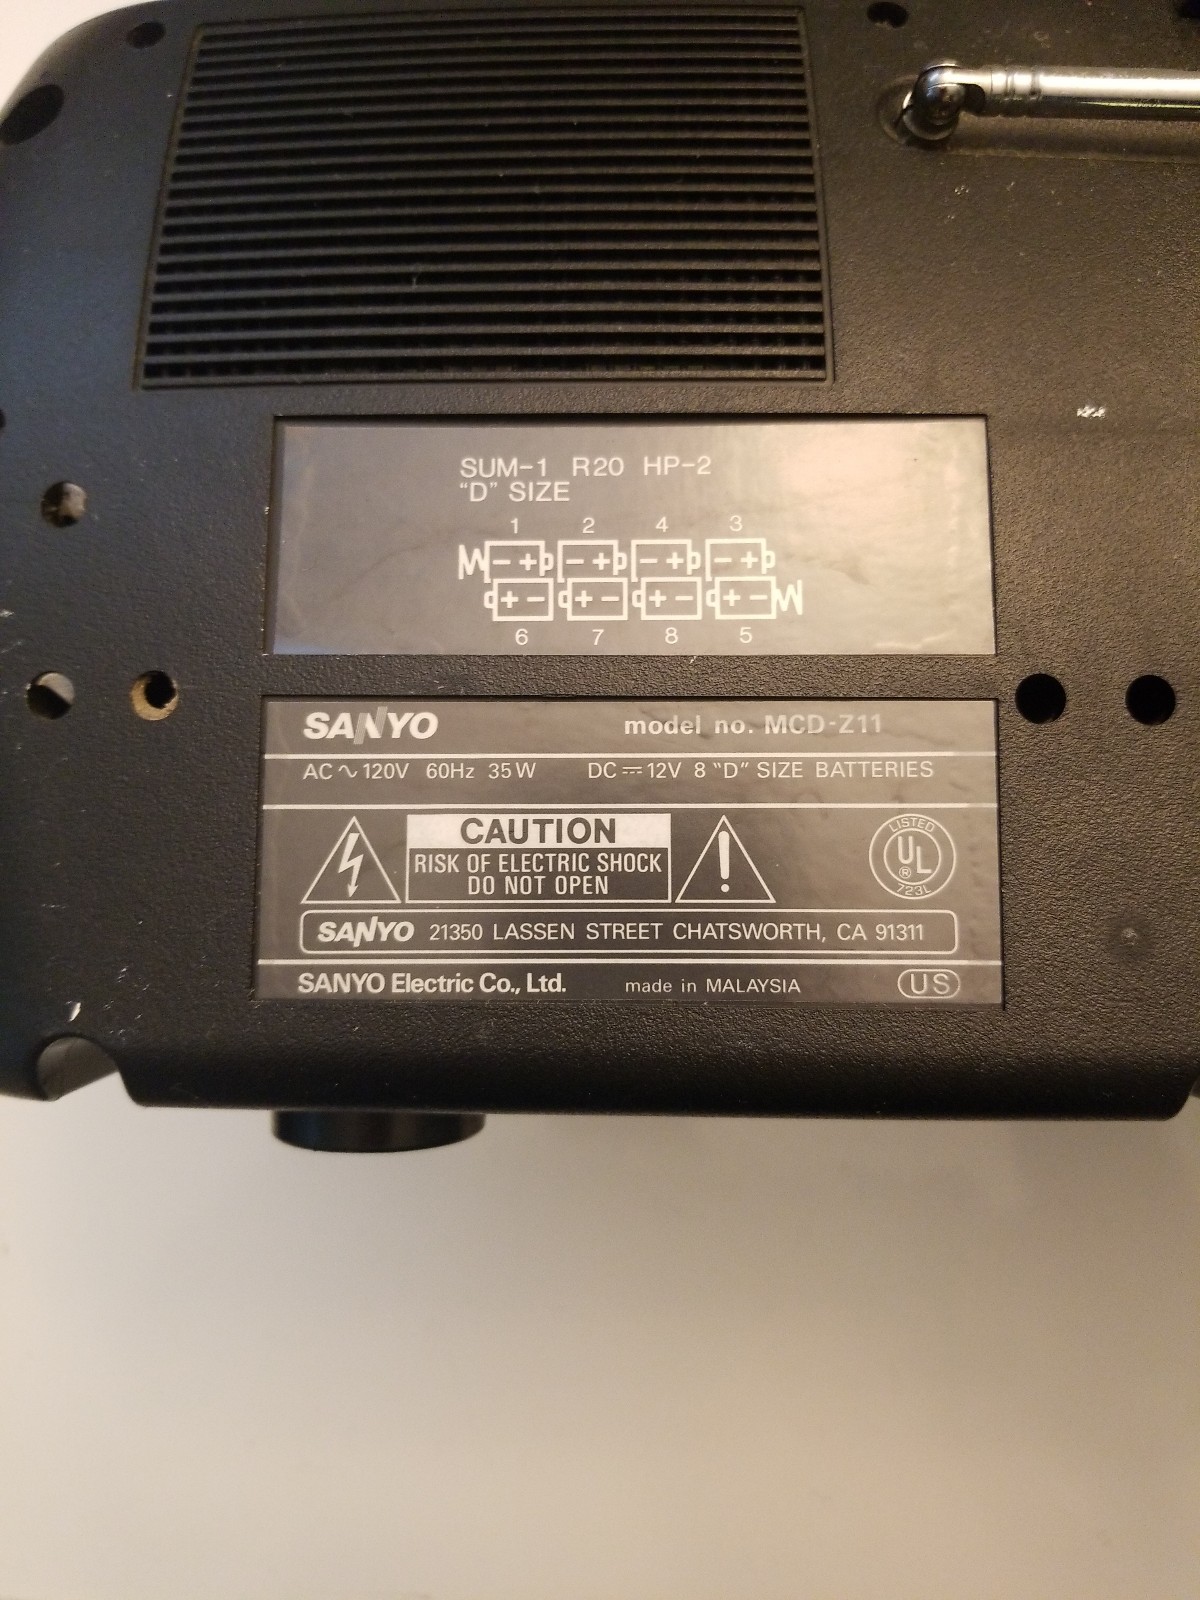 SUM-1 R20 HP-2
“D” SIZE
1 2 4 3
- + - + - + - +
+ - + - + - + -
6 7 8 5
SANYO model no. MCD-Z11
AC ∿ 120V 60Hz 35W DC ⎓ 12V 8 “D” SIZE BATTERIES
CAUTION
RISK OF ELECTRIC SHOCK
DO NOT OPEN
!
LISTED
UL
®
723L
SANYO 21350 LASSEN STREET CHATSWORTH, CA 91311
SANYO Electric Co., Ltd. made in MALAYSIA US